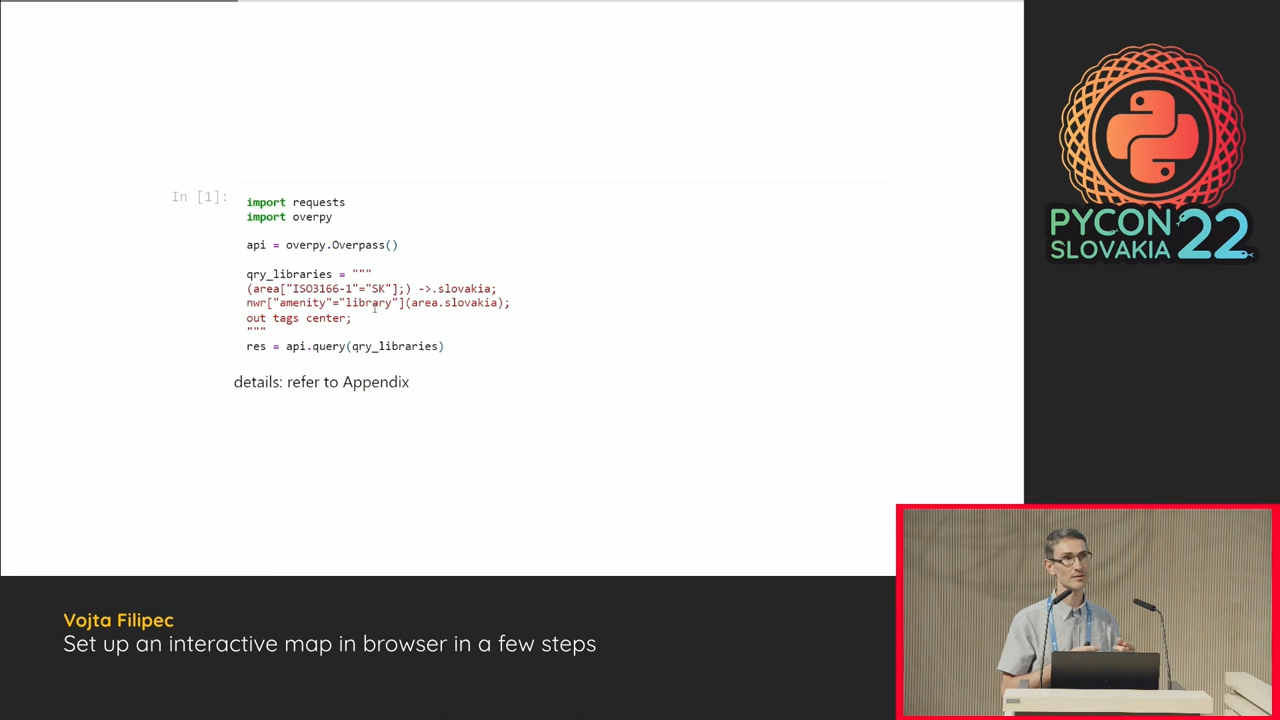 In [1]:
import requests
import overpy
api = overpy.Overpass()
qry_libraries = """
(area["ISO3166-1"="SK"];) ->.slovakia;
nwr["amenity"="library"](area.slovakia);
out tags center;
"""
res = api.query(qry_libraries)
details: refer to Appendix
PYCON
SLOVAKIA
22
Vojta Filipec
Set up an interactive map in browser in a few steps